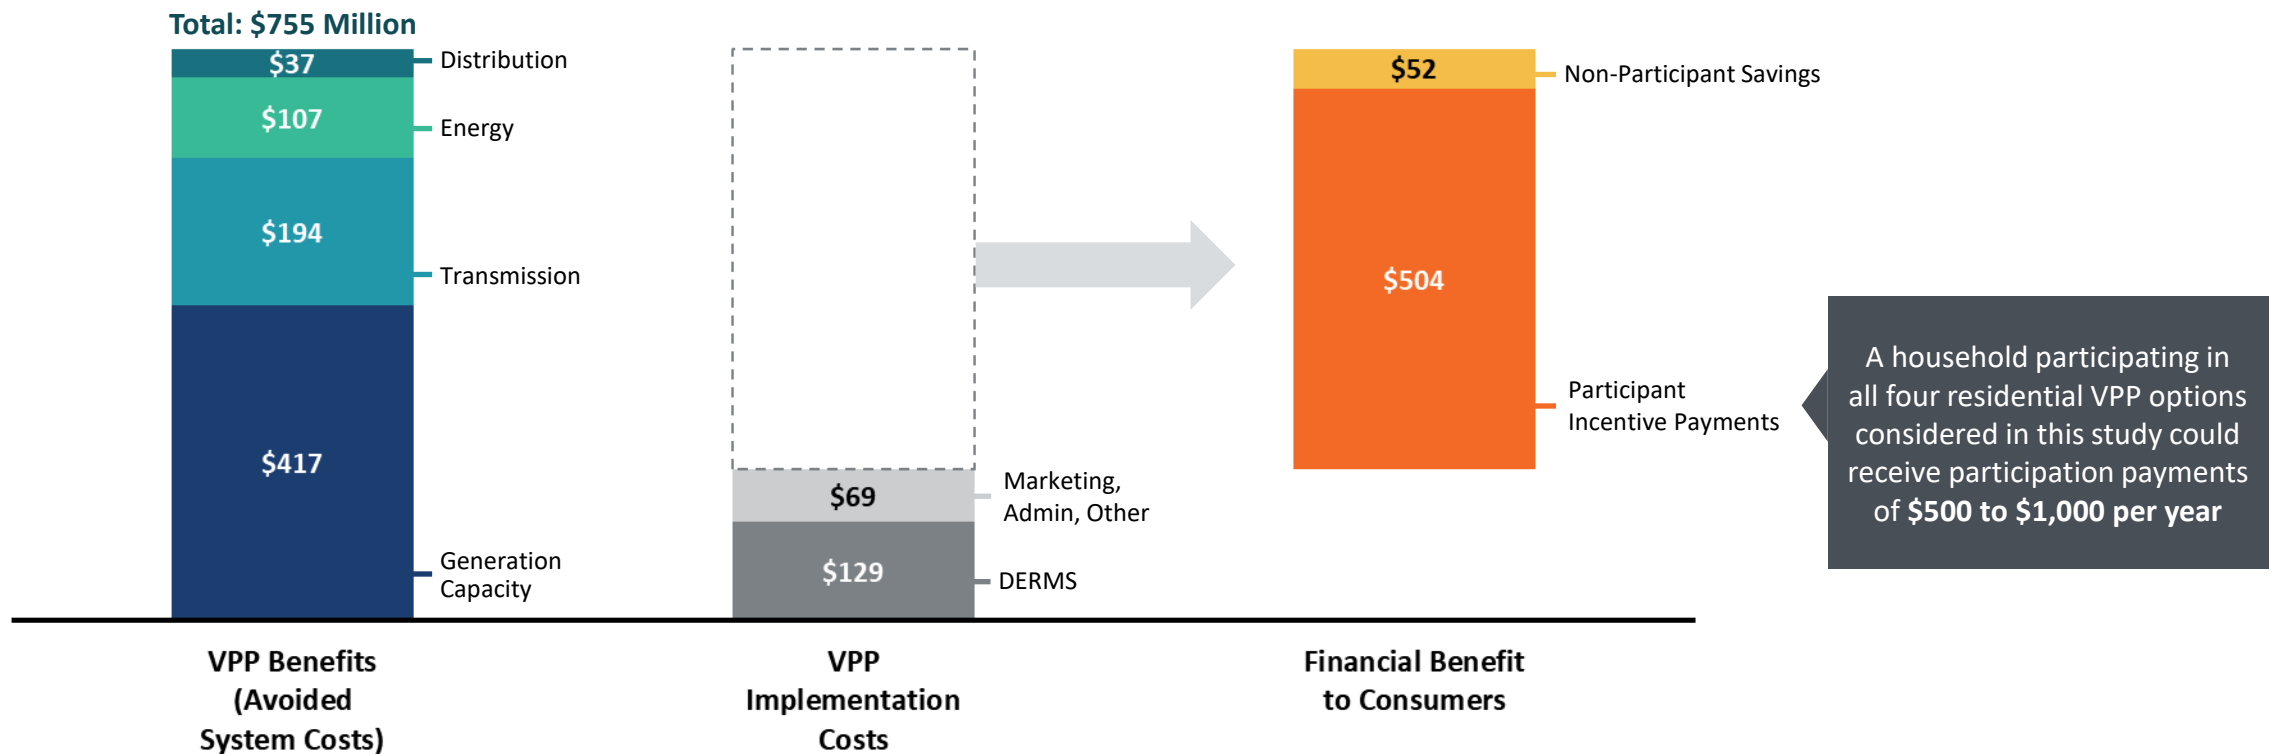 Total: $755 Million
$37
Distribution
$107
Energy
$194
Transmission
$417
Generation
Capacity
VPP Benefits
(Avoided
System Costs)
$69
Marketing,
Admin, Other
$129
DERMS
VPP
Implementation
Costs
$52
Non-Participant Savings
$504
Participant
Incentive Payments
Financial Benefit
to Consumers
A household participating in
all four residential VPP options
considered in this study could
receive participation payments
of $500 to $1,000 per year